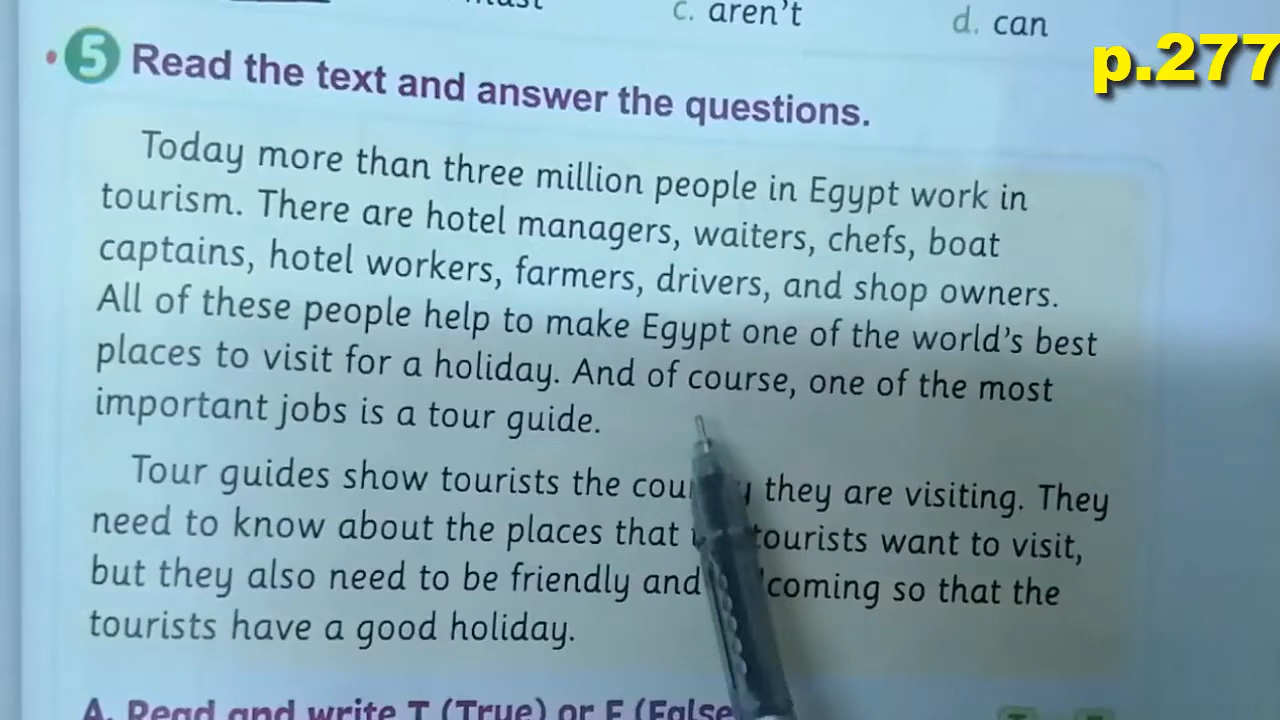 c. aren't d. can
p.277
5 Read the text and answer the questions.
Today more than three million people in Egypt work in
tourism. There are hotel managers, waiters, chefs, boat
captains, hotel workers, farmers, drivers, and shop owners.
All of these people help to make Egypt one of the world's best
places to visit for a holiday. And of course, one of the most
important jobs is a tour guide.
Tour guides show tourists the they are visiting. They
need to know about the places that tourists want to visit,
but they also need to be friendly and so that the
tourists have a good holiday.
A. Read and write T (True) or F (False